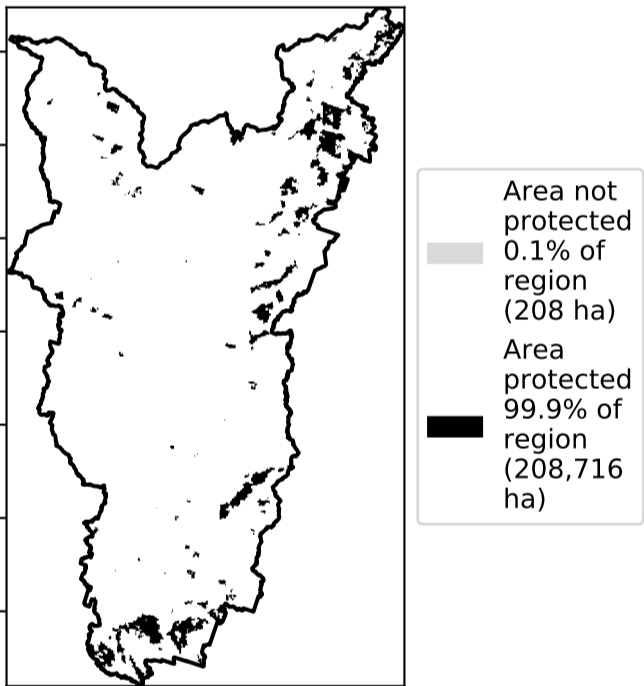 Area not
protected
0.1% of
region
(208 ha)
Area
protected
99.9% of
region
(208,716
ha)